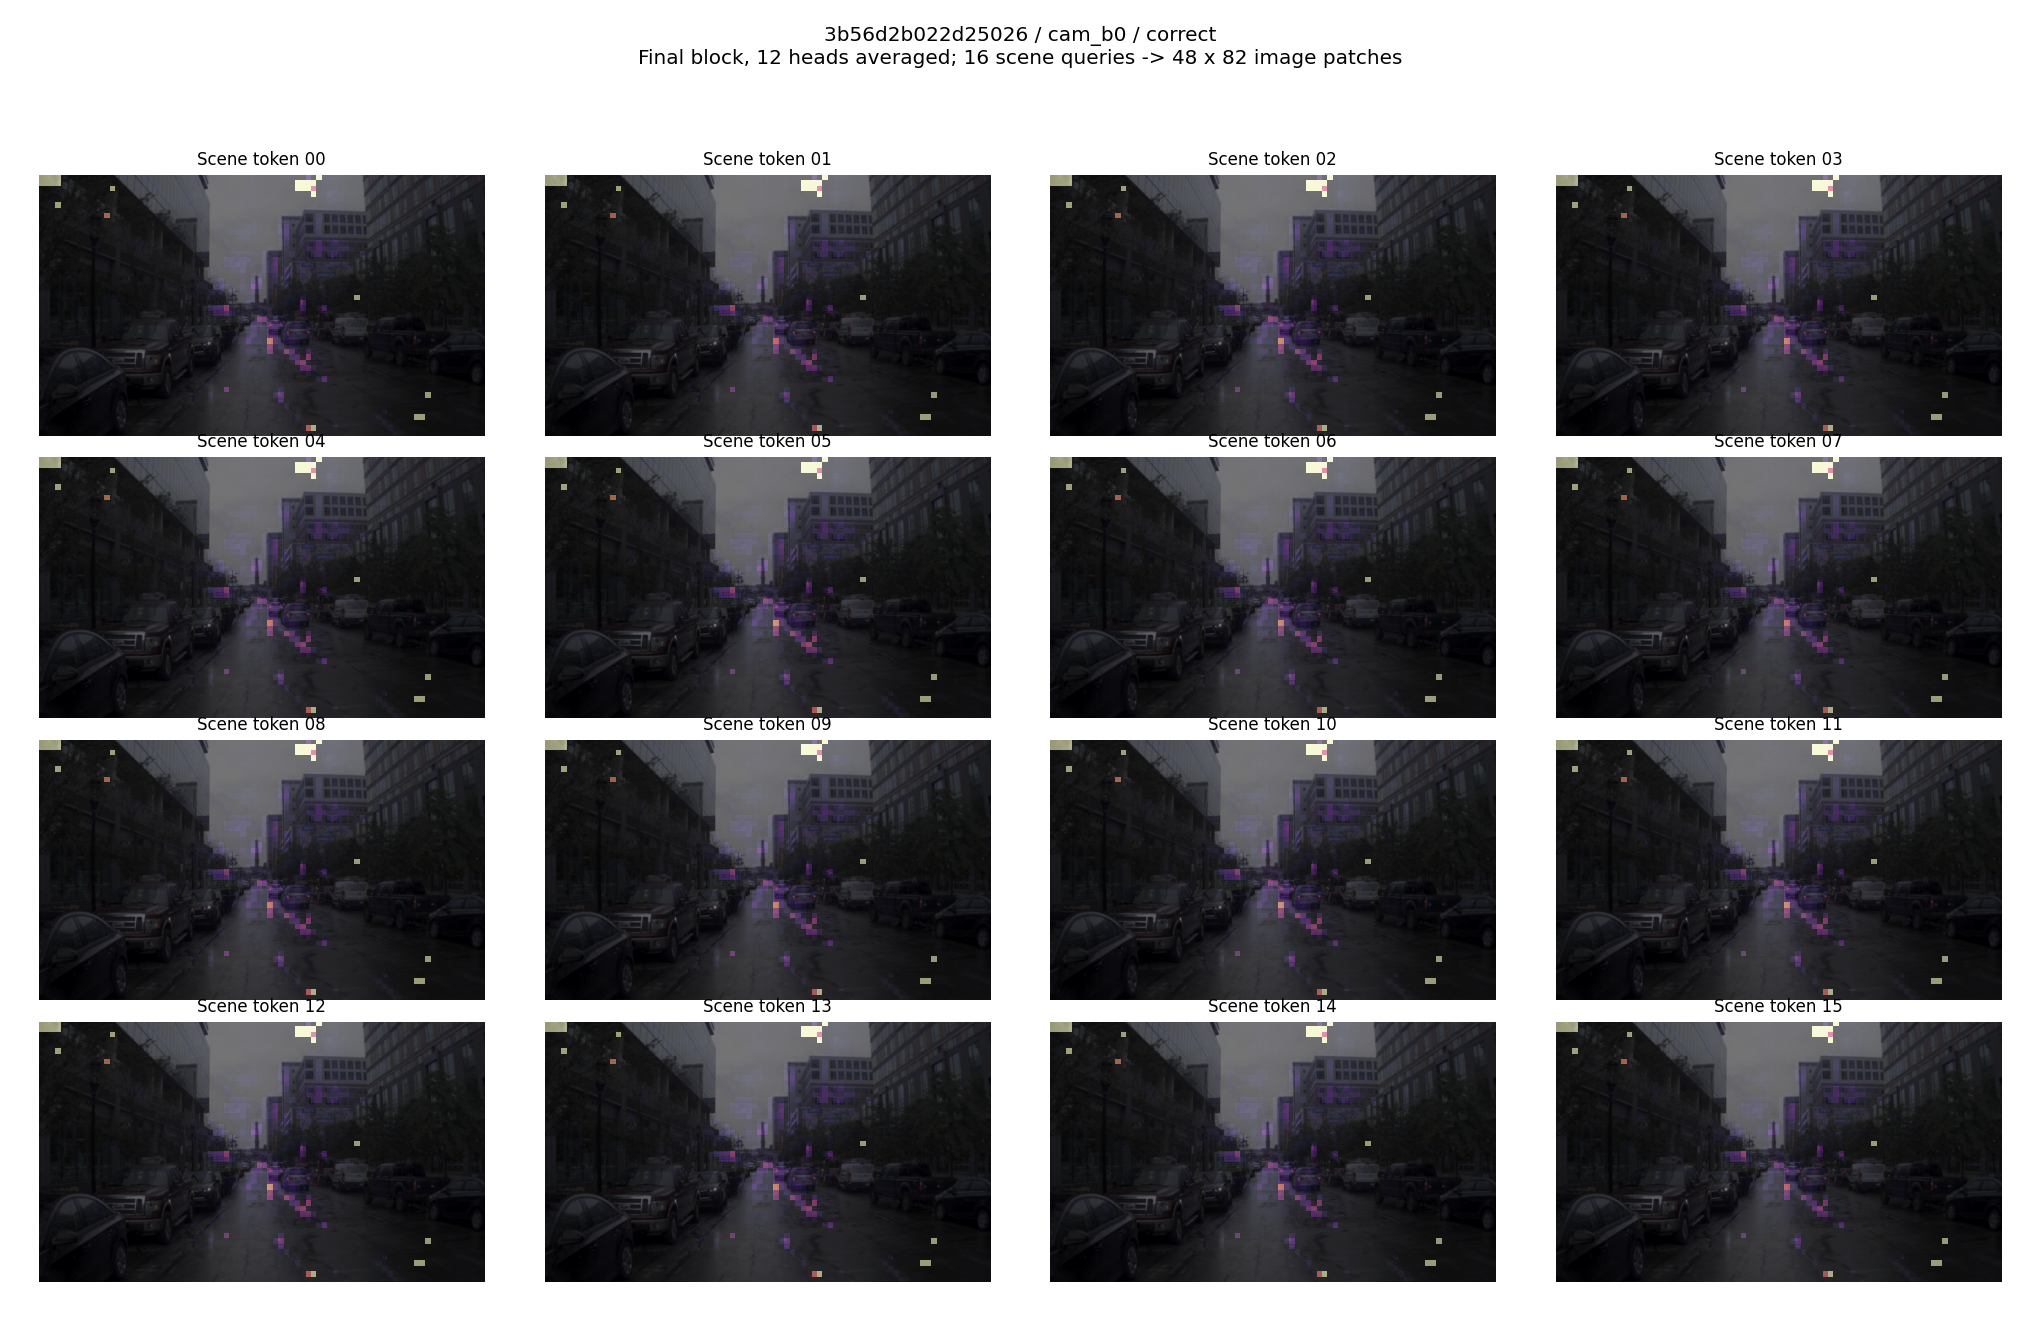 3b56d2b022d25026 / cam_b0 / correct
Final block, 12 heads averaged; 16 scene queries -> 48 x 82 image patches
Scene token 00
Scene token 01
Scene token 02
Scene token 03
Scene token 04
Scene token 05
Scene token 06
Scene token 07
Scene token 08
Scene token 09
Scene token 10
Scene token 11
Scene token 12
Scene token 13
Scene token 14
Scene token 15